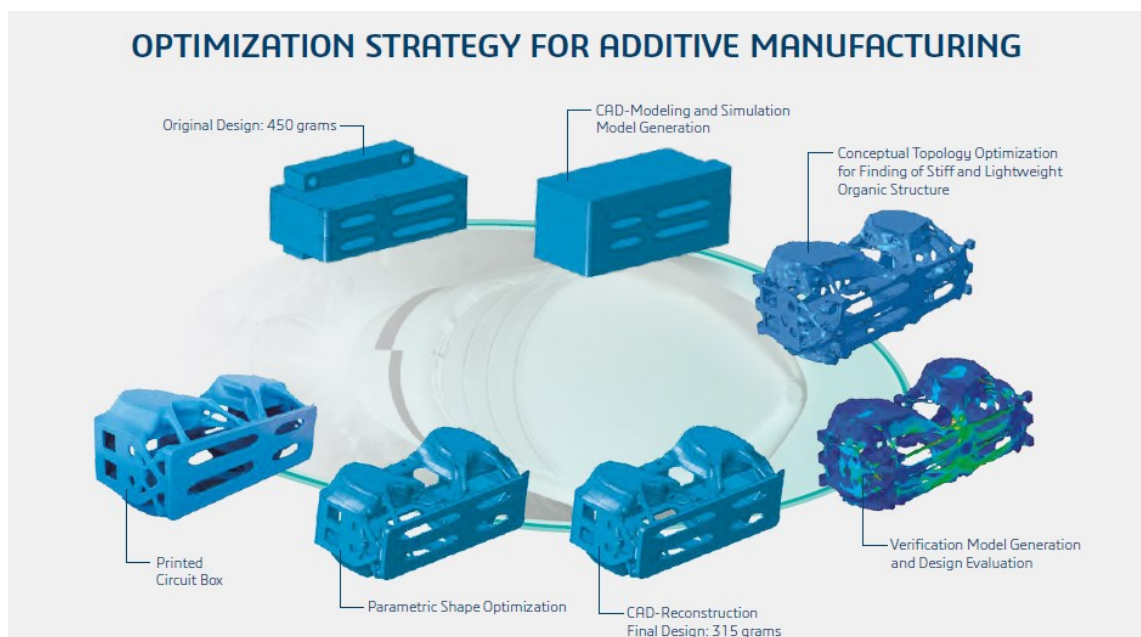 OPTIMIZATION STRATEGY FOR ADDITIVE MANUFACTURING
Original Design: 450 grams
CAD-Modeling and Simulation
Model Generation
Conceptual Topology Optimization
for Finding of Stiff and Lightweight
Organic Structure
Verification Model Generation
and Design Evaluation
CAD-Reconstruction
Final Design: 315 grams
Parametric Shape Optimization
Printed
Circuit Box